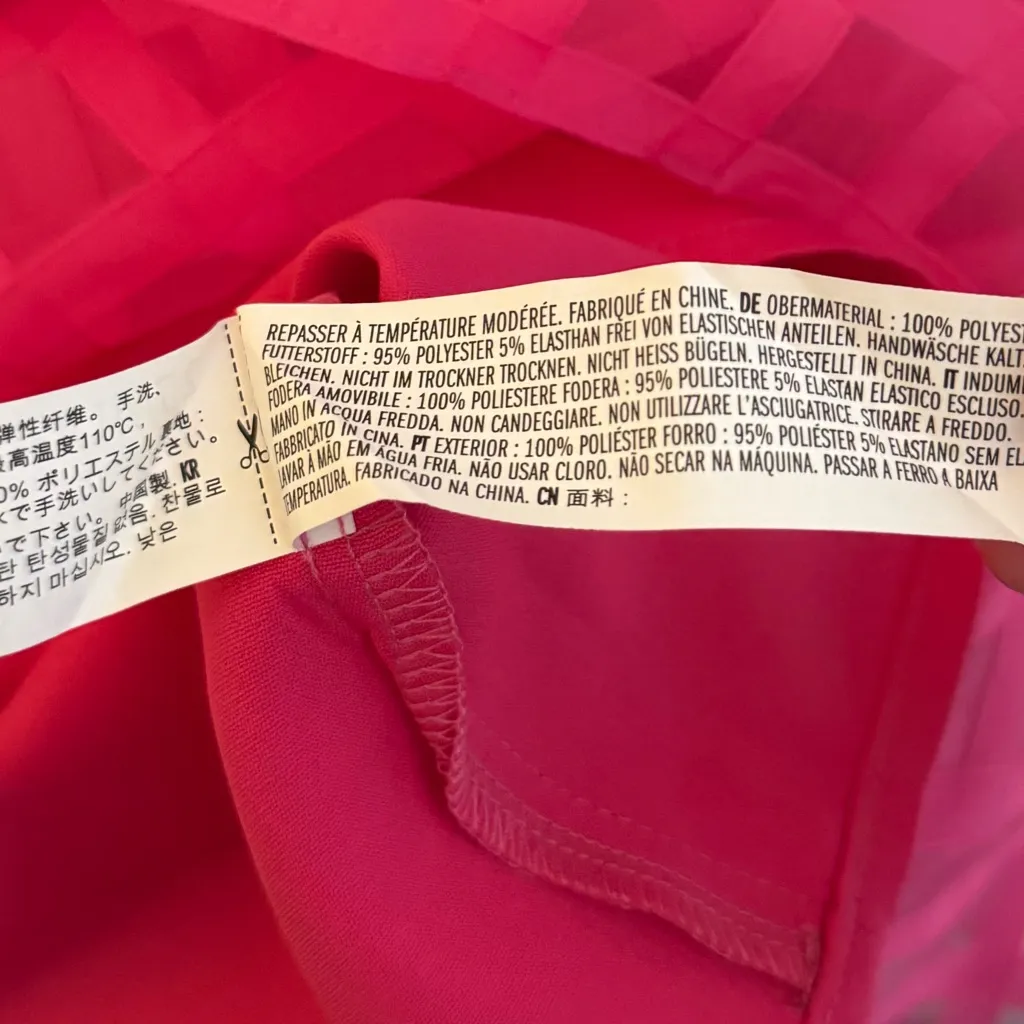 REPASSER À TEMPÉRATURE MODÉRÉE. FABRIQUÉ EN CHINE. DE OBERMATERIAL : 100%
FUTTERSTOFF : 95% POLYESTER 5% ELASTHAN FREI VON ELASTISCHEN ANTEILEN. HANDWÄSCHE KALT
BLEICHEN. NICHT IM TROCKNER TROCKNEN. NICHT HEISS BÜGELN. HERGESTELLT IN CHINA. IT
FODERA AMOVIBILE : 100% POLIESTERE FODERA : 95% POLIESTERE 5% ELASTAN ELASTICO ESCLUSO.
MANO IN ACQUA FREDDA. NON CANDEGGIARE. NON UTILIZZARE L'ASCIUGATRICE. STIRARE A FREDDO.
FABBRICATO IN CINA. PT EXTERIOR : 100% POLIÉSTER FORRO : 95% POLIÉSTER 5% ELASTANO SEM
LAVAR À MÃO EM ÁGUA FRIA. NÃO USAR CLORO. NÃO SECAR NA MÁQUINA. PASSAR A FERRO A BAIXA
TEMPERATURA. FABRICADO NA CHINA. CN 面料 :
弹性纤维。 手洗、
最高温度110℃,
0% ポリエステル 裏地 :
くで手洗いしてください。
で下さい。 中国製. KR
탄 탄성물질 없음. 찬물로
하지 마십시오. 낮은